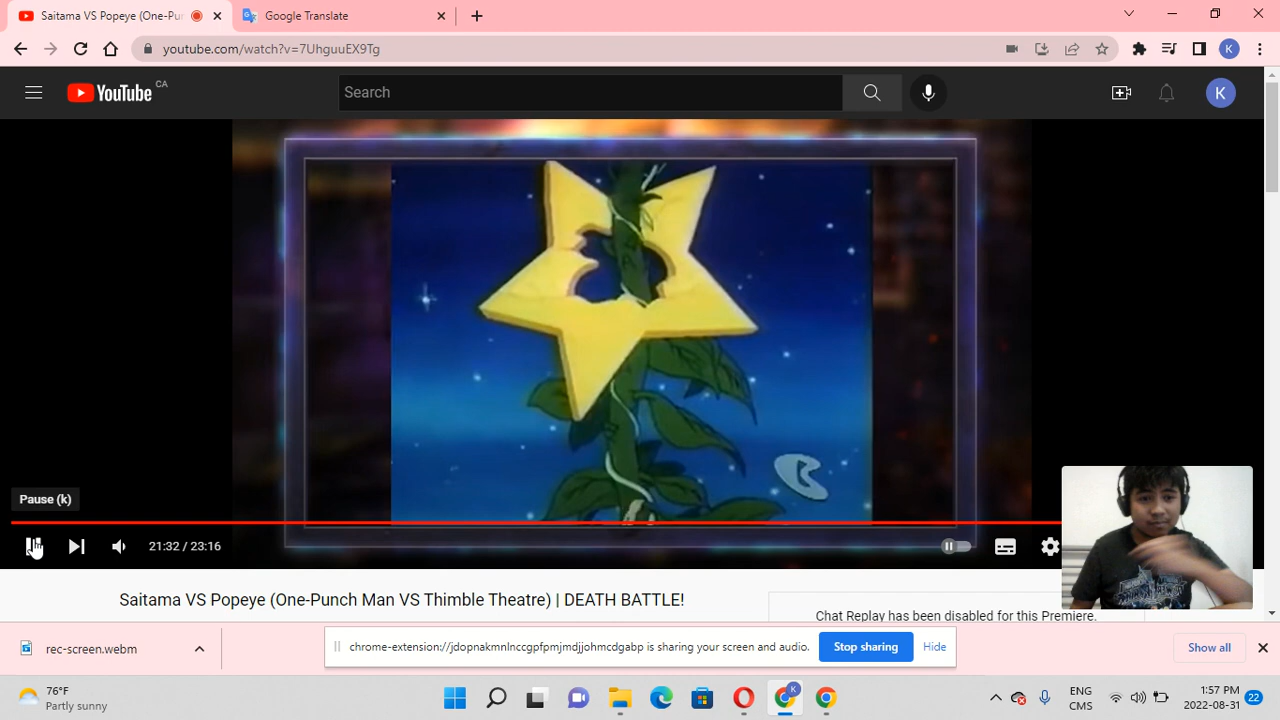 Saitama VS Popeye (One-Pu
Google Translate
youtube.com/watch?v=7UhguuEX9Tg
K
YouTube CA
Search
K
Pause (k)
21:32 / 23:16
Saitama VS Popeye (One-Punch Man VS Thimble Theatre) | DEATH BATTLE!
Chat Replay has been disabled for this Premiere.
rec-screen.webm
chrome-extension://jdopnakmnlnccgpfpmjmdjjohmcdgabp is sharing your screen and audio.
Stop sharing
Hide
Show all
76°F
Partly sunny
K
ENG
CMS
1:57 PM
2022-08-31
22